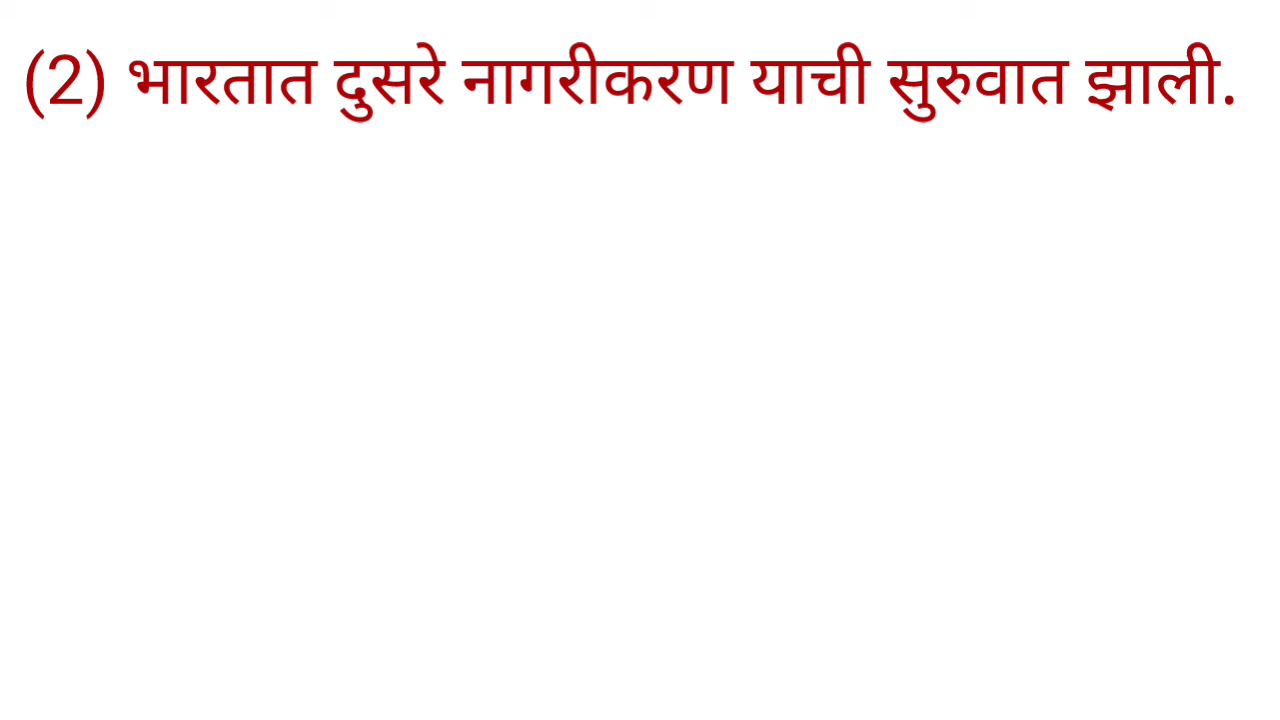 (2) भारतात दुसरे नागरीकरण याची सुरुवात झाली.